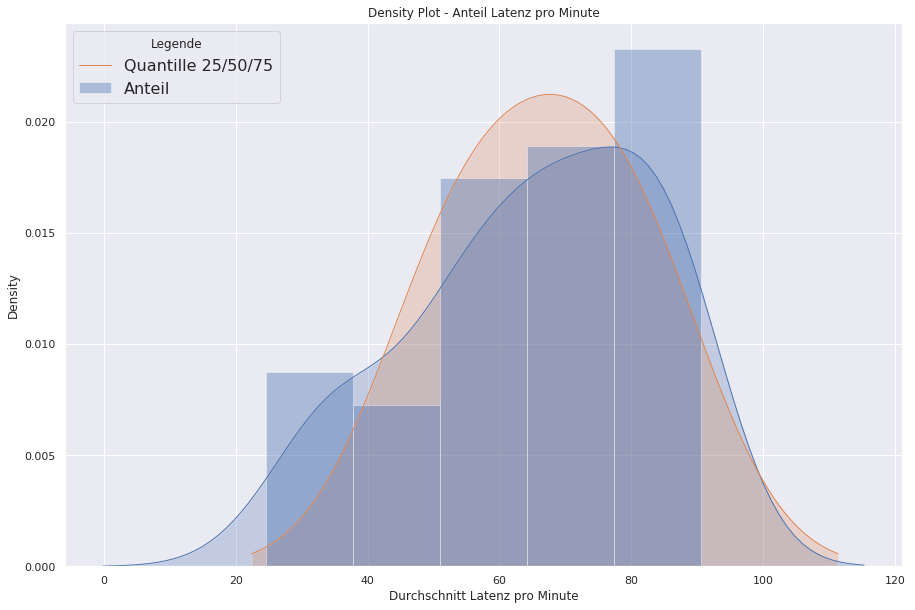 Density Plot - Anteil Latenz pro Minute
Legende
Quantille 25/50/75
Anteil
Density
0.020
0.015
0.010
0.005
0.000
0
20
40
60
80
100
120
Durchschnitt Latenz pro Minute